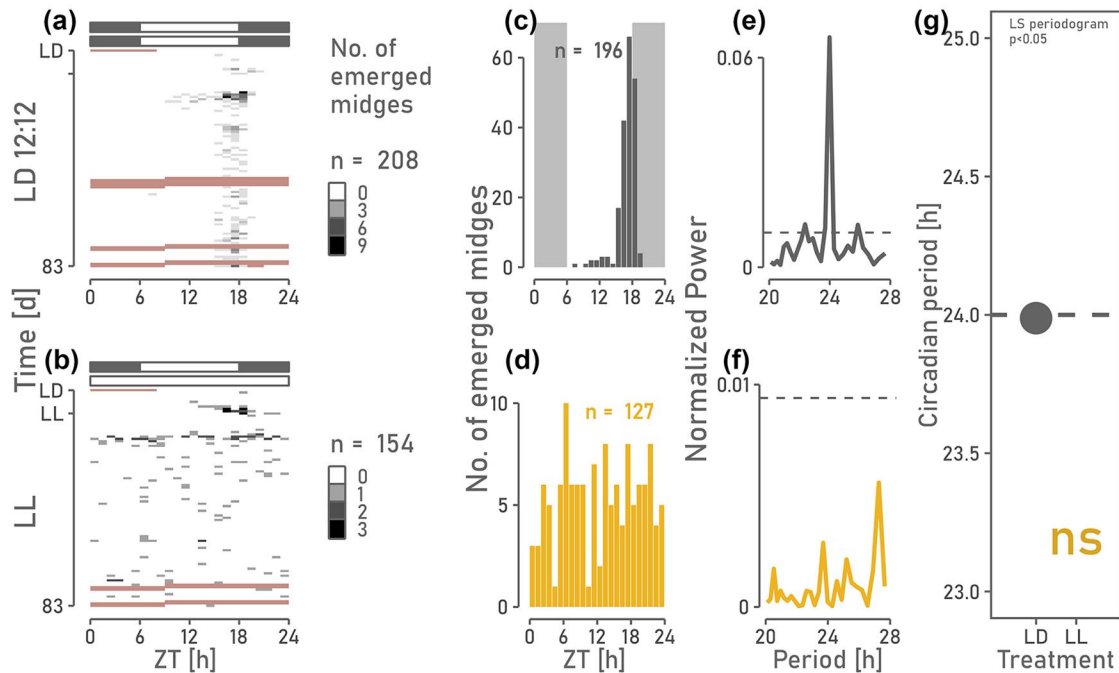 (a)
LD
LD 12:12
83
0 6 12 18 24
No. of
emerged
midges
n = 208
0
3
6
9
Time [d]
(b)
LD
LL
LL
83
0 6 12 18 24
ZT [h]
n = 154
0
1
2
3
(c)
n = 196
60
40
20
0
0 6 12 18 24
No. of emerged midges
(d)
n = 127
10
5
0
0 6 12 18 24
ZT [h]
(e)
0.06
0
20 24 28
Normalized Power
(f)
0.01
0
20 24 28
Period [h]
(g)
LS periodogram
p<0.05
25.0
24.5
24.0
23.5
23.0
Circadian period [h]
ns
LD LL
Treatment